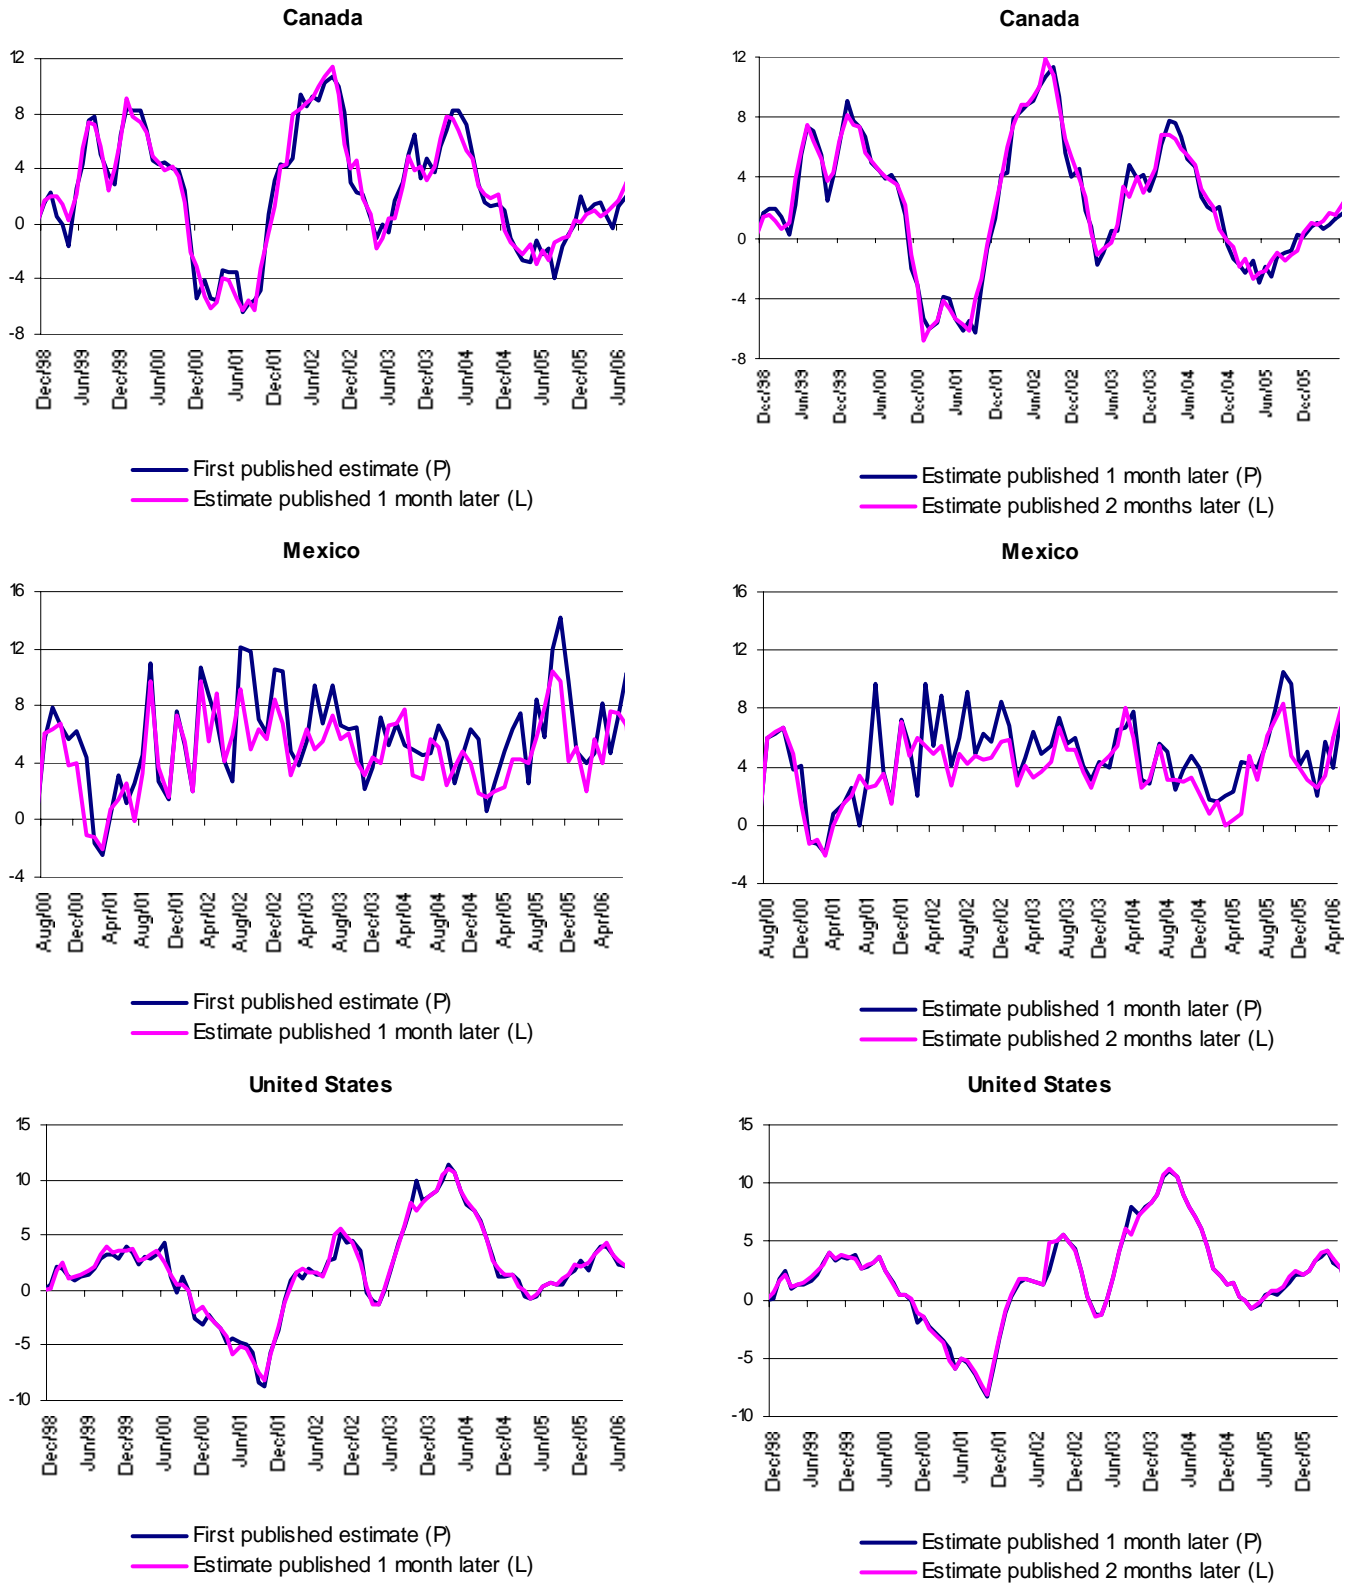 Canada
12
8
4
0
-4
-8
Dec/98
Jun/99
Dec/99
Jun/00
Dec/00
Jun/01
Dec/01
Jun/02
Dec/02
Jun/03
Dec/03
Jun/04
Dec/04
Jun/05
Dec/05
Jun/06
First published estimate (P)
Estimate published 1 month later (L)
Canada
12
8
4
0
-4
-8
Dec/98
Jun/99
Dec/99
Jun/00
Dec/00
Jun/01
Dec/01
Jun/02
Dec/02
Jun/03
Dec/03
Jun/04
Dec/04
Jun/05
Dec/05
Estimate published 1 month later (P)
Estimate published 2 months later (L)
Mexico
16
12
8
4
0
-4
Aug/00
Dec/00
Apr/01
Aug/01
Dec/01
Apr/02
Aug/02
Dec/02
Apr/03
Aug/03
Dec/03
Apr/04
Aug/04
Dec/04
Apr/05
Aug/05
Dec/05
Apr/06
First published estimate (P)
Estimate published 1 month later (L)
Mexico
16
12
8
4
0
-4
Aug/00
Dec/00
Apr/01
Aug/01
Dec/01
Apr/02
Aug/02
Dec/02
Apr/03
Aug/03
Dec/03
Apr/04
Aug/04
Dec/04
Apr/05
Aug/05
Dec/05
Apr/06
Estimate published 1 month later (P)
Estimate published 2 months later (L)
United States
15
10
5
0
-5
-10
Dec/98
Jun/99
Dec/99
Jun/00
Dec/00
Jun/01
Dec/01
Jun/02
Dec/02
Jun/03
Dec/03
Jun/04
Dec/04
Jun/05
Dec/05
Jun/06
First published estimate (P)
Estimate published 1 month later (L)
United States
15
10
5
0
-5
-10
Dec/98
Jun/99
Dec/99
Jun/00
Dec/00
Jun/01
Dec/01
Jun/02
Dec/02
Jun/03
Dec/03
Jun/04
Dec/04
Jun/05
Dec/05
Estimate published 1 month later (P)
Estimate published 2 months later (L)